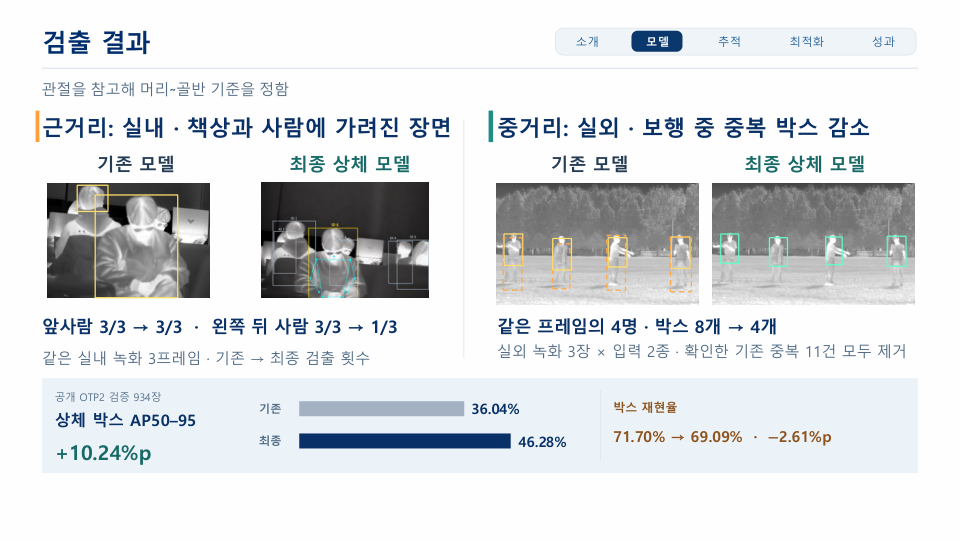 검출 결과
소개 모델 추적 최적화 성과
관절을 참고해 머리~골반 기준을 정함
근거리: 실내 · 책상과 사람에 가려진 장면
기존 모델 최종 상체 모델
앞사람 3/3 → 3/3 · 왼쪽 뒤 사람 3/3 → 1/3
같은 실내 녹화 3프레임 · 기존 → 최종 검출 횟수
중거리: 실외 · 보행 중 중복 박스 감소
기존 모델 최종 상체 모델
같은 프레임의 4명 · 박스 8개 → 4개
실외 녹화 3장 × 입력 2종 · 확인한 기존 중복 11건 모두 제거
공개 OTP2 검증 934장
상체 박스 AP50–95
+10.24%p
기존 36.04%
최종 46.28%
박스 재현율
71.70% → 69.09% · −2.61%p